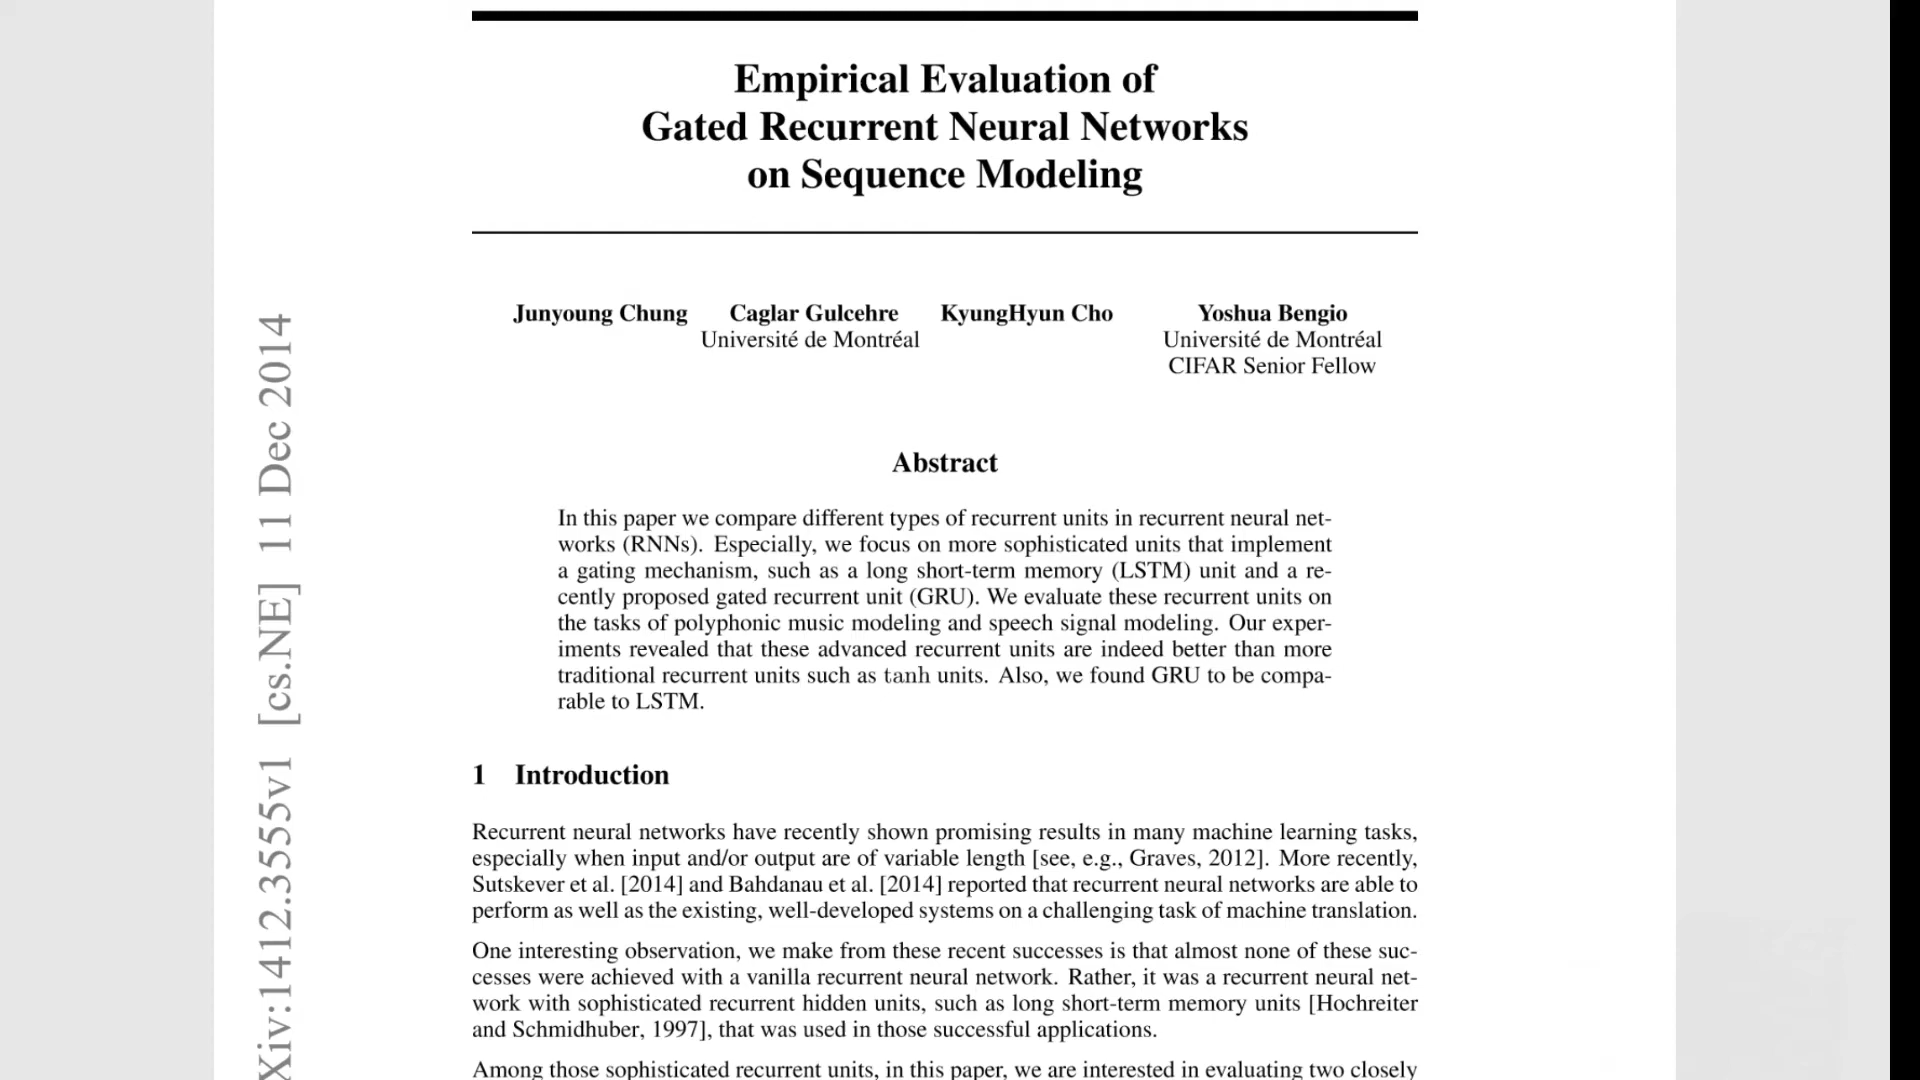 Empirical Evaluation of
Gated Recurrent Neural Networks
on Sequence Modeling
Junyoung Chung Caglar Gulcehre KyungHyun Cho Yoshua Bengio
Université de Montréal Université de Montréal
CIFAR Senior Fellow
Abstract
In this paper we compare different types of recurrent units in recurrent neural net-
works (RNNs). Especially, we focus on more sophisticated units that implement
a gating mechanism, such as a long short-term memory (LSTM) unit and a re-
cently proposed gated recurrent unit (GRU). We evaluate these recurrent units on
the tasks of polyphonic music modeling and speech signal modeling. Our exper-
iments revealed that these advanced recurrent units are indeed better than more
traditional recurrent units such as tanh units. Also, we found GRU to be compa-
rable to LSTM.
1 Introduction
Recurrent neural networks have recently shown promising results in many machine learning tasks,
especially when input and/or output are of variable length [see, e.g., Graves, 2012]. More recently,
Sutskever et al. [2014] and Bahdanau et al. [2014] reported that recurrent neural networks are able to
perform as well as the existing, well-developed systems on a challenging task of machine translation.
One interesting observation, we make from these recent successes is that almost none of these suc-
cesses were achieved with a vanilla recurrent neural network. Rather, it was a recurrent neural net-
work with sophisticated recurrent hidden units, such as long short-term memory units [Hochreiter
and Schmidhuber, 1997], that was used in those successful applications.
Among those sophisticated recurrent units, in this paper, we are interested in evaluating two closely
Xiv:1412.3555v1 [cs.NE] 11 Dec 2014